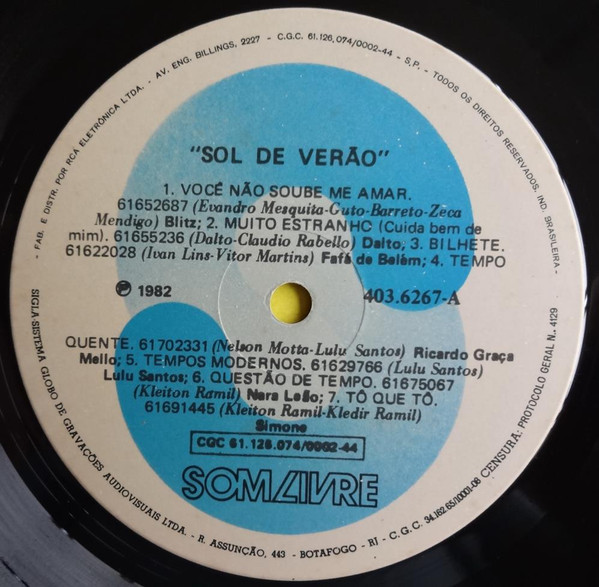 FAB. E DISTR. POR RCA ELETRÔNICA LTDA. - AV. ENG. BILLINGS, 2227 - C.G.C. 61.126.074/0002-44 - S.P. - TODOS OS DIREITOS RESERVADOS. IND. BRASILEIRA -
"SOL DE VERÃO"
1. VOCÊ NÃO SOUBE ME AMAR.
61652687 (Evandro Mesquita-Guto-Barreto-Zeca
Mendigo) Blitz; 2. MUITO ESTRANHO (Cuida bem de
mim). 61655236 (Dalto-Claudio Rabello) Dalto, 3. BILHETE.
61622028 (Ivan Lins-Vitor Martins) Fafá de Belém; 4. TEMPO
℗ 1982
403.6267-A
QUENTE. 61702331 (Nelson Motta-Lulu Santos) Ricardo Graça
Mello; 5. TEMPOS MODERNOS. 61629766 (Lulu Santos)
Lulu Santos; 6. QUESTÃO DE TEMPO. 61675067
(Kleiton Ramil) Nara Leão; 7. TÔ QUE TÔ.
61691445 (Kleiton Ramil-Kledir Ramil)
Simone
CGC 61.126.074/0002-44
SOM LIVRE
SIGLA-SISTEMA GLOBO DE GRAVAÇÕES AUDIOVISUAIS LTDA. - R. ASSUNÇÃO, 443 - BOTAFOGO - RJ - C.G.C. 34.162.651/0001-08 CENSURA: PROTOCOLO GERAL N.. 4129